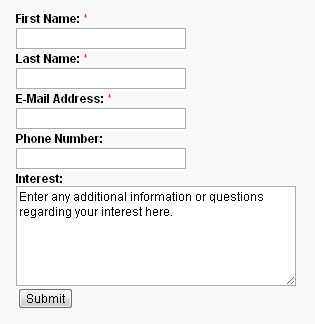 First Name: *
Last Name: *
E-Mail Address: *
Phone Number:
Interest:
Enter any additional information or questions
regarding your interest here.
Submit